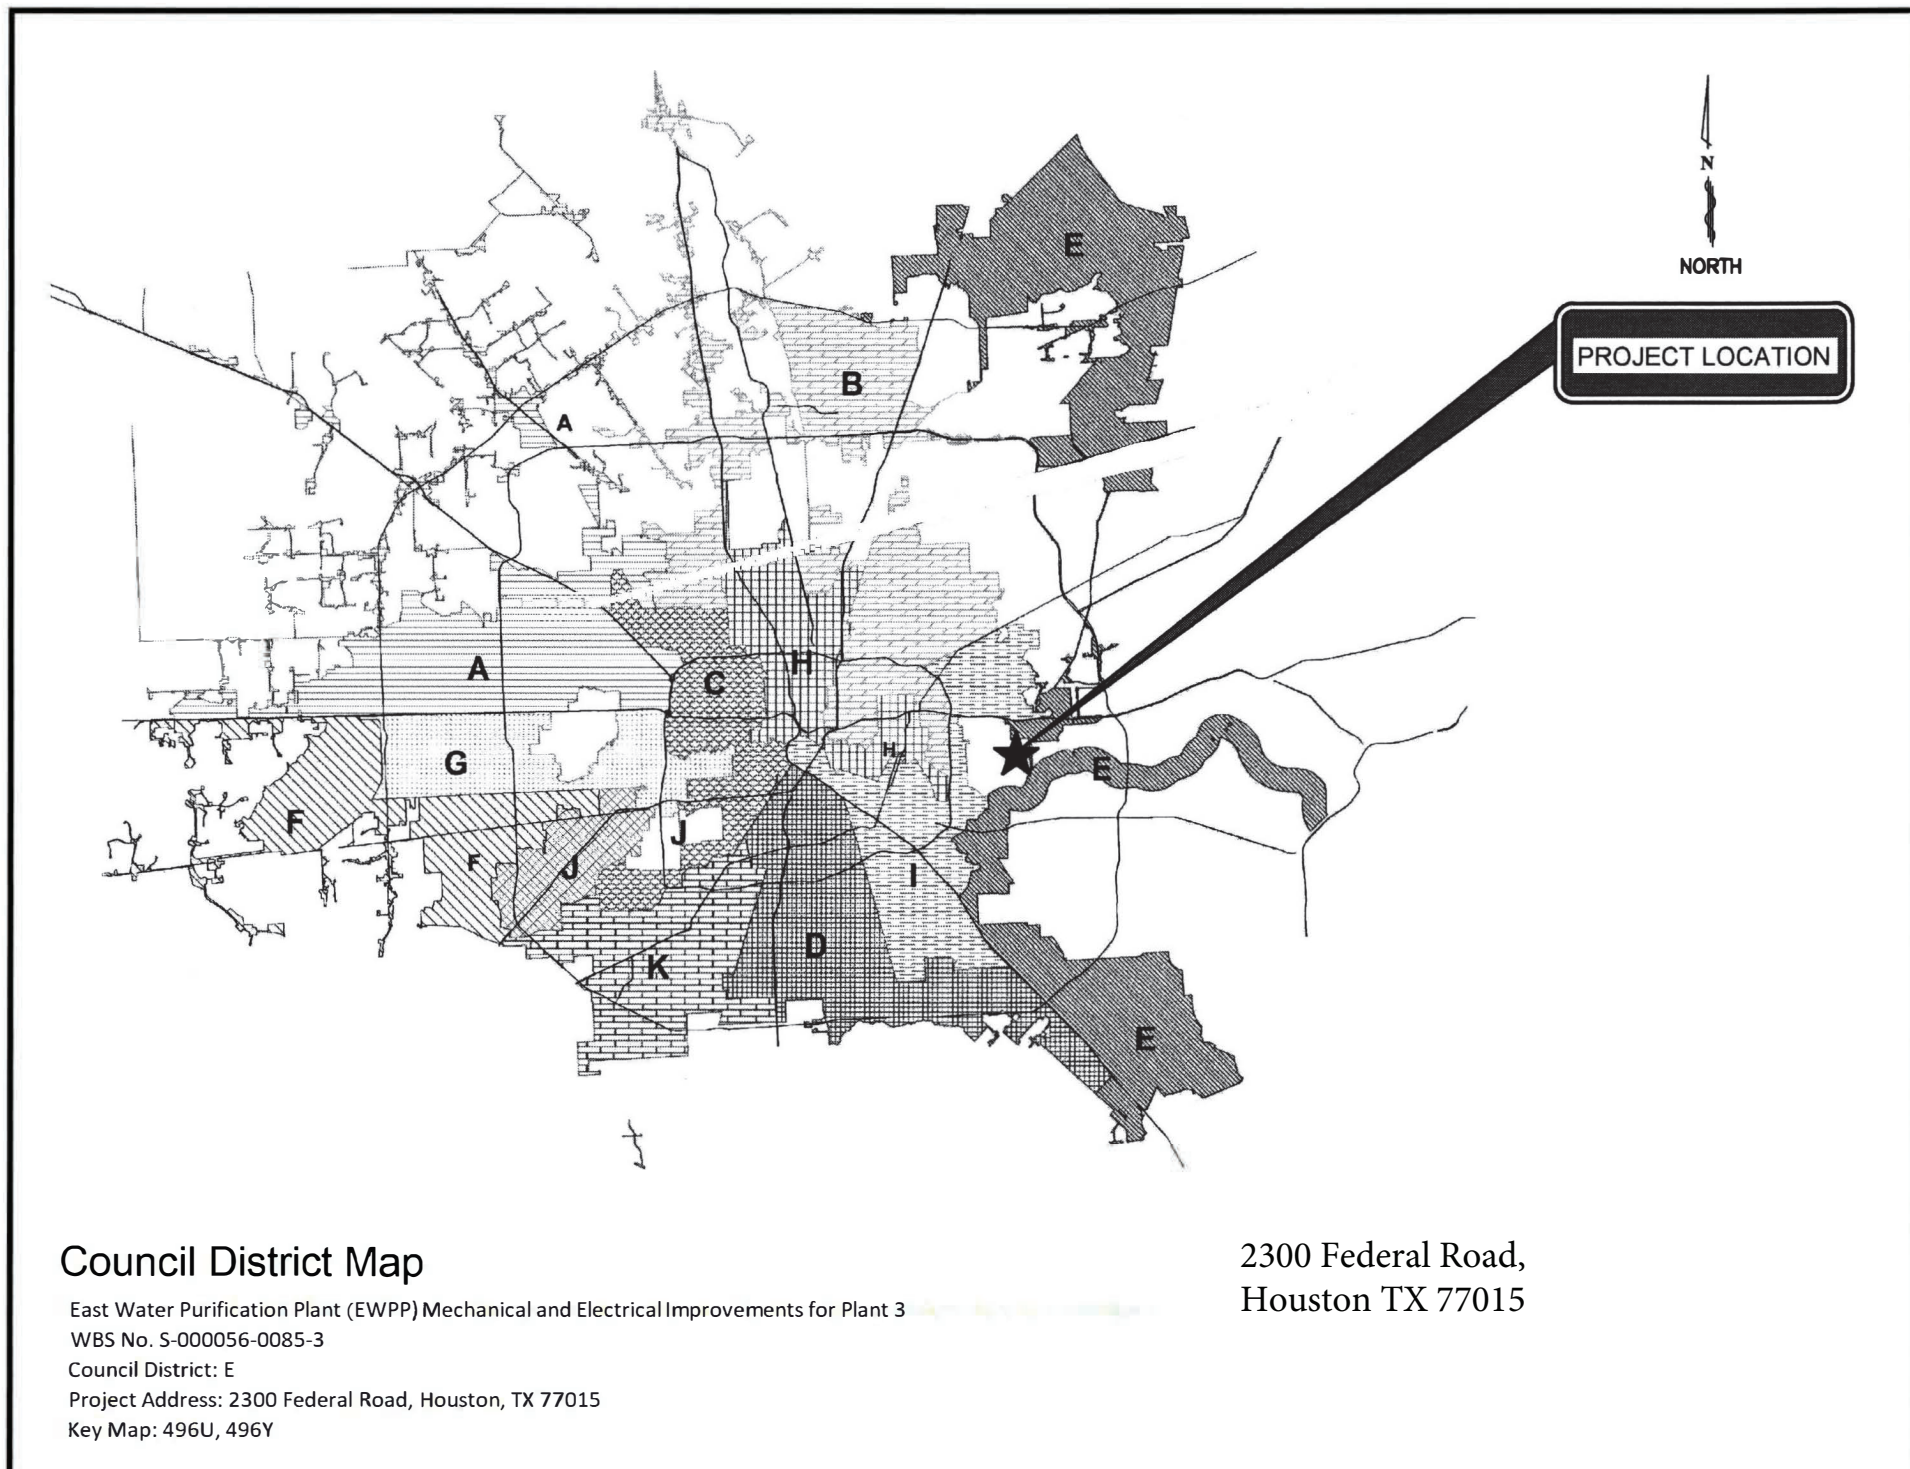 N
NORTH
E
PROJECT LOCATION
B
A
A
C
H
G
H
E
F
J
F
J
I
D
K
E
Council District Map
East Water Purification Plant (EWPP) Mechanical and Electrical Improvements for Plant 3
WBS No. S-000056-0085-3
Council District: E
Project Address: 2300 Federal Road, Houston, TX 77015
Key Map: 496U, 496Y
2300 Federal Road,
Houston TX 77015